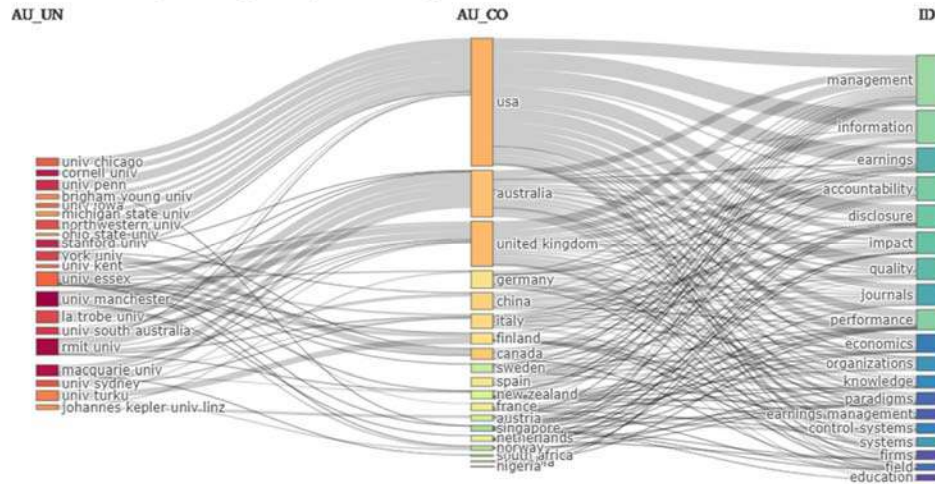 AU_UN
AU_CO
ID
univ chicago
cornell univ
univ penn
brigham young univ
univ iowa
michigan state univ
northwestern univ
ohio state univ
stanford univ
york univ
univ kent
univ essex
univ manchester
la trobe univ
univ south australia
rmit univ
macquarie univ
univ sydney
univ turku
johannes kepler univ linz
usa
australia
united kingdom
germany
china
italy
finland
canada
sweden
spain
new zealand
france
austria
singapore
netherlands
norway
south africa
nigeria
management
information
earnings
accountability
disclosure
impact
quality
journals
performance
economics
organizations
knowledge
paradigms
earnings management
control-systems
systems
firms
field
education